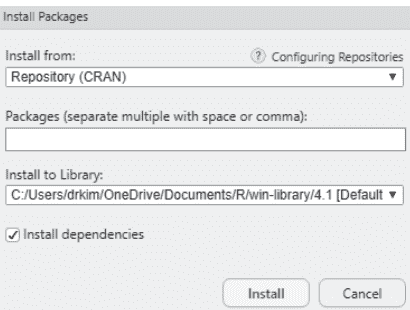 Install Packages
Install from:
? Configuring Repositories
Repository (CRAN)
Packages (separate multiple with space or comma):
Install to Library:
C:/Users/drkim/OneDrive/Documents/R/win-library/4.1 [Default
Install dependencies
Install
Cancel